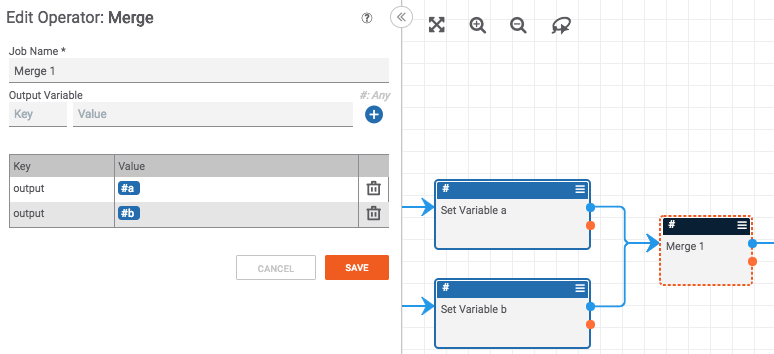 Edit Operator: Merge
?
Job Name *
Merge 1
Output Variable #: Any
Key Value
Key Value
output #a
output #b
CANCEL SAVE
#
Set Variable a
#
Set Variable b
#
Merge 1